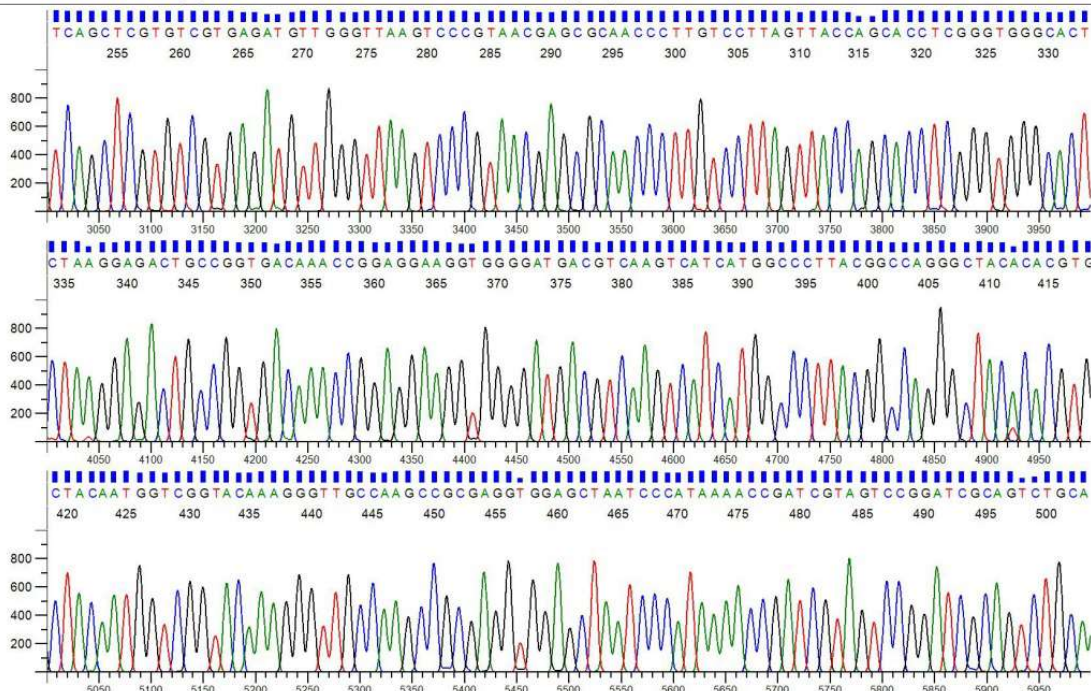 TCAGCTCGTGTCGTGAGATGTTGGGTTAAGTCCCGTAACGAGCGCAACCCTTGTCCTTAGTTACCAGCACCTCGGGTGGGCACT
255 260 265 270 275 280 285 290 295 300 305 310 315 320 325 330
800
600
400
200
3050 3100 3150 3200 3250 3300 3350 3400 3450 3500 3550 3600 3650 3700 3750 3800 3850 3900 3950
CTAAGGAGACTGCCGGTGACAAACCGGAGGAAGGTGGGGATGACGTCAAGTCATCATGGCCCTTACGGCCAGGGCTACACACGTG
335 340 345 350 355 360 365 370 375 380 385 390 395 400 405 410 415
800
600
400
200
4050 4100 4150 4200 4250 4300 4350 4400 4450 4500 4550 4600 4650 4700 4750 4800 4850 4900 4950
CTACAATGGTCGGTACAAAGGGTTGCCAAGCCGCGAGGTGGAGCTAATCCCATAAAACCGATCGTAGTCCGGATCGCAGTCTGCA
420 425 430 435 440 445 450 455 460 465 470 475 480 485 490 495 500
800
600
400
200
5050 5100 5150 5200 5250 5300 5350 5400 5450 5500 5550 5600 5650 5700 5750 5800 5850 5900 5950